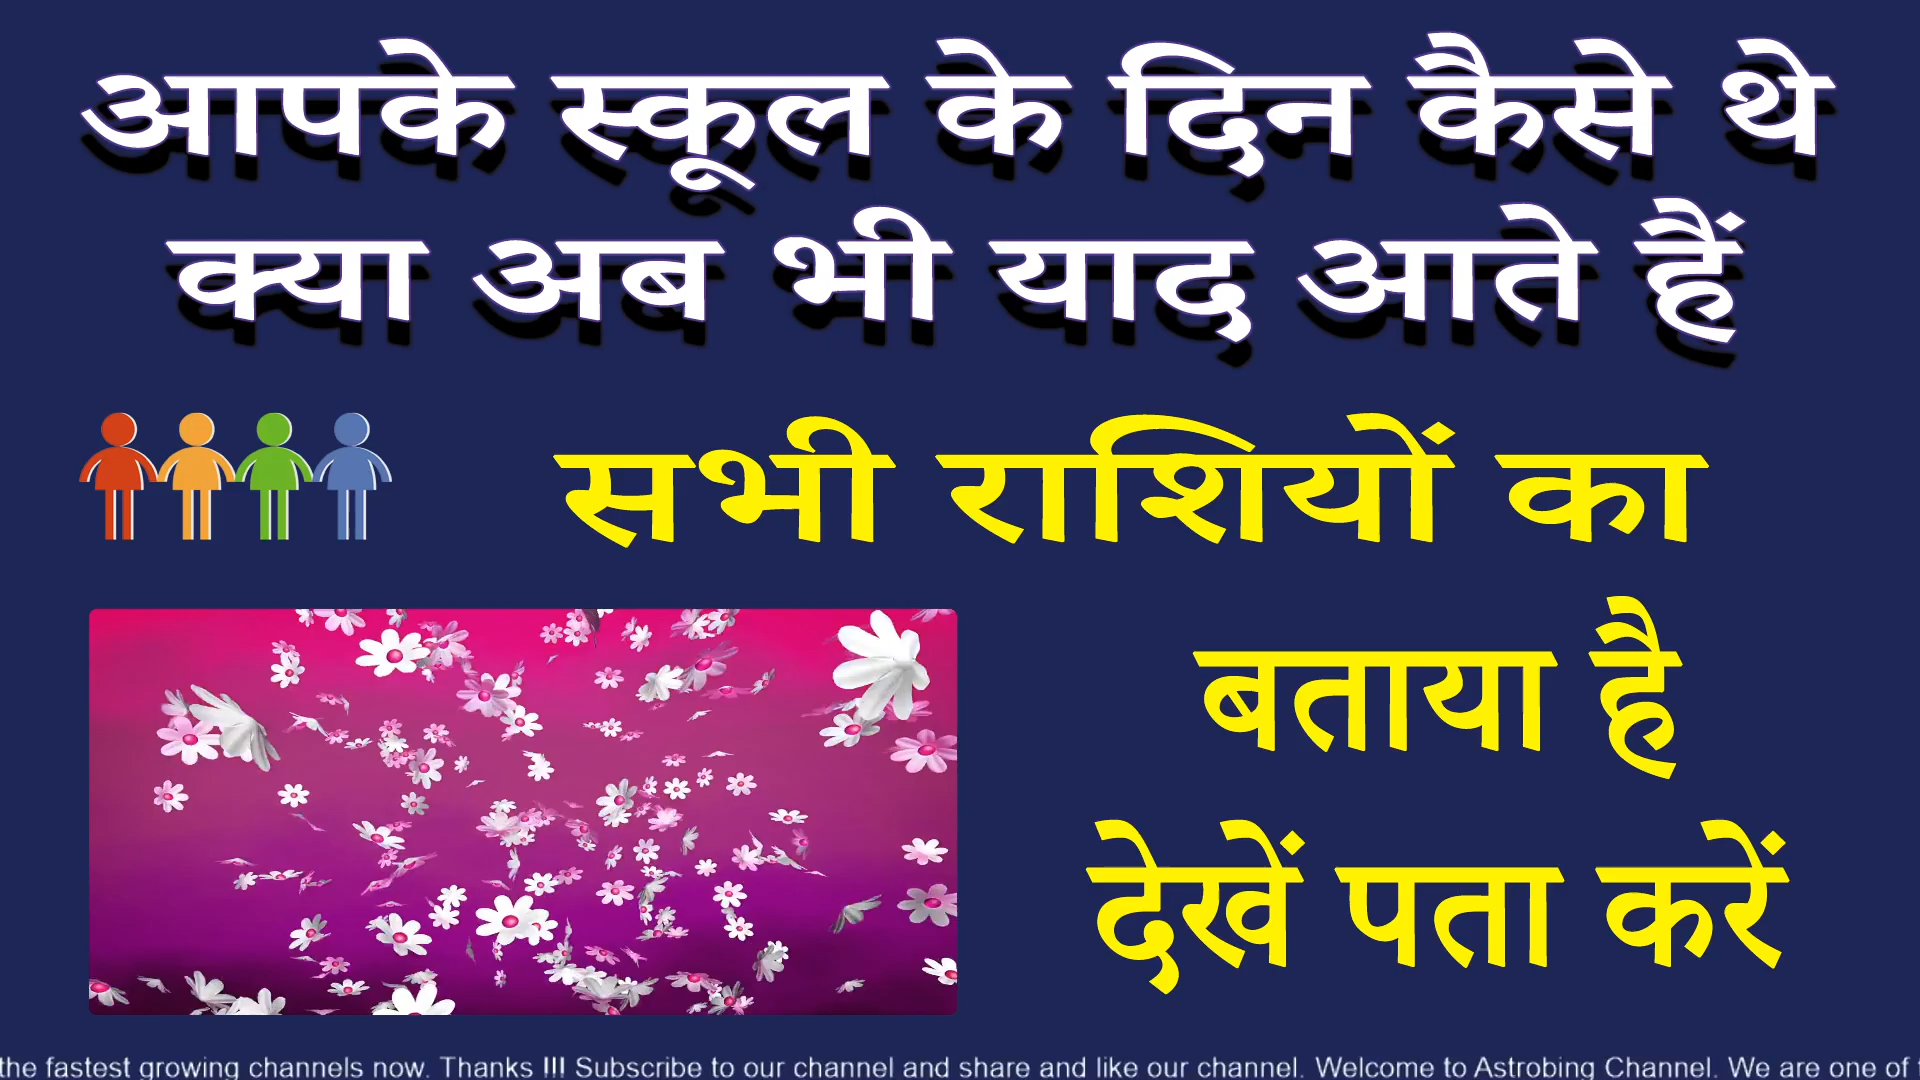 आपके स्कूल के दिन कैसे थे
क्या अब भी याद आते हैं
सभी राशियों का
बताया है
देखें पता करें
the fastest growing channels now. Thanks !!! Subscribe to our channel and share and like our channel. Welcome to Astrobing Channel. We are one of